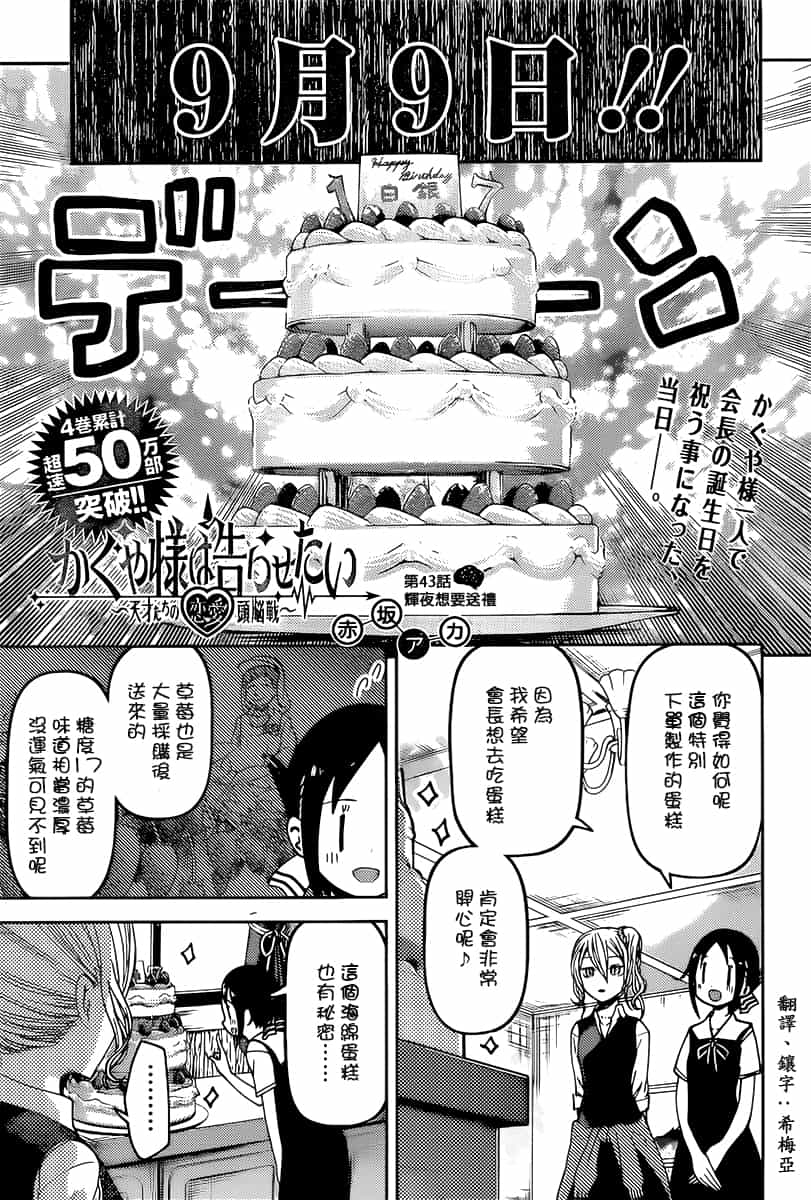 9月9日!!
Happy
Birthday
白銀
1 7
デーン
かぐや様一人で
会長の誕生日を
祝う事になった、
当日—。
4巻累計
超速50万部
突破!!
かぐや様は告らせたい
～天才たちの恋愛頭脳戦～
第43話
輝夜想要送禮
赤坂アカ
你覺得如何呢
這個特別
下單製作的蛋糕
因為
我希望
會長想去吃蛋糕
肯定會非常
開心呢♪
草莓也是
大量採購後
送來的
糖度17的草莓
味道相當濃厚
沒運氣可見不到呢
這個海綿蛋糕
也有秘密…
……
翻譯、鑲字：希梅亞